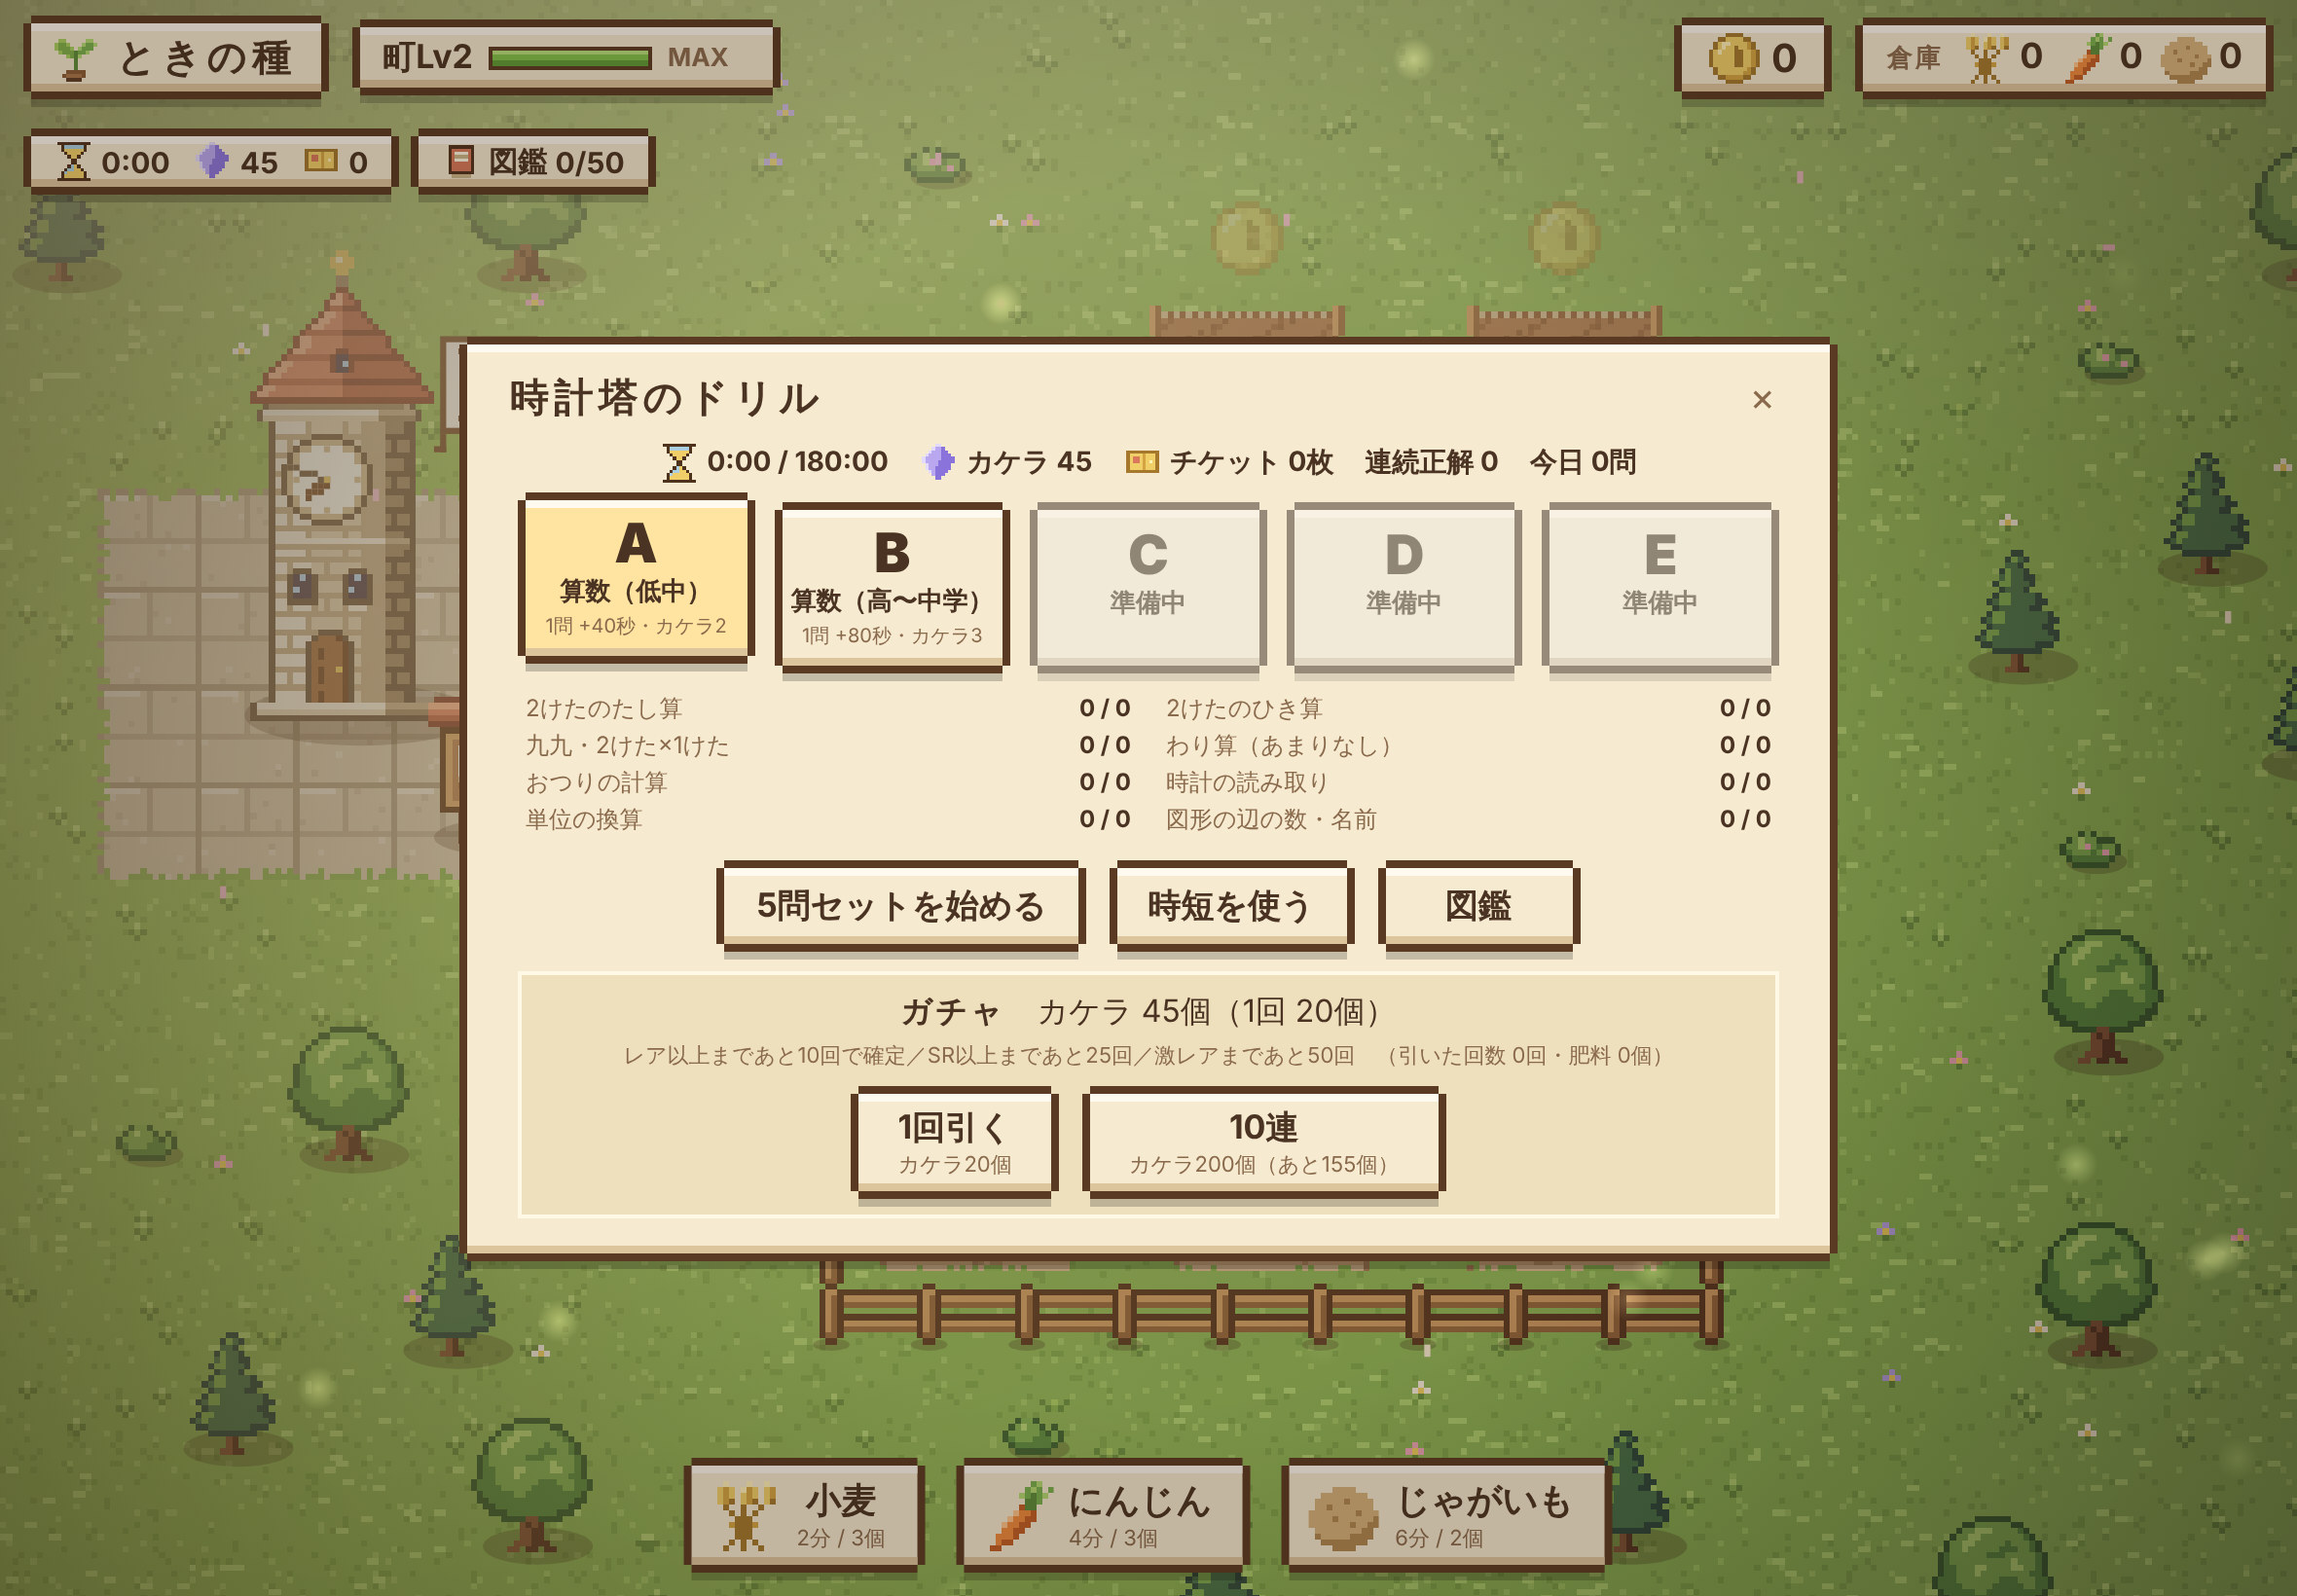 ときの種
町Lv2 MAX
0
倉庫 0 0 0
0:00 45 0
図鑑 0/50
時計塔のドリル
×
0:00 / 180:00 カケラ 45 チケット 0枚 連続正解 0 今日 0問
A
算数（低中）
1問 +40秒・カケラ2
B
算数（高〜中学）
1問 +80秒・カケラ3
C
準備中
D
準備中
E
準備中
2けたのたし算 0 / 0 2けたのひき算 0 / 0
九九・2けた×1けた 0 / 0 わり算（あまりなし） 0 / 0
おつりの計算 0 / 0 時計の読み取り 0 / 0
単位の換算 0 / 0 図形の辺の数・名前 0 / 0
5問セットを始める 時短を使う 図鑑
ガチャ カケラ 45個（1回 20個）
レア以上まであと10回で確定／SR以上まであと25回／激レアまであと50回 （引いた回数 0回・肥料 0個）
1回引く
カケラ20個
10連
カケラ200個（あと155個）
小麦
2分 / 3個
にんじん
4分 / 3個
じゃがいも
6分 / 2個